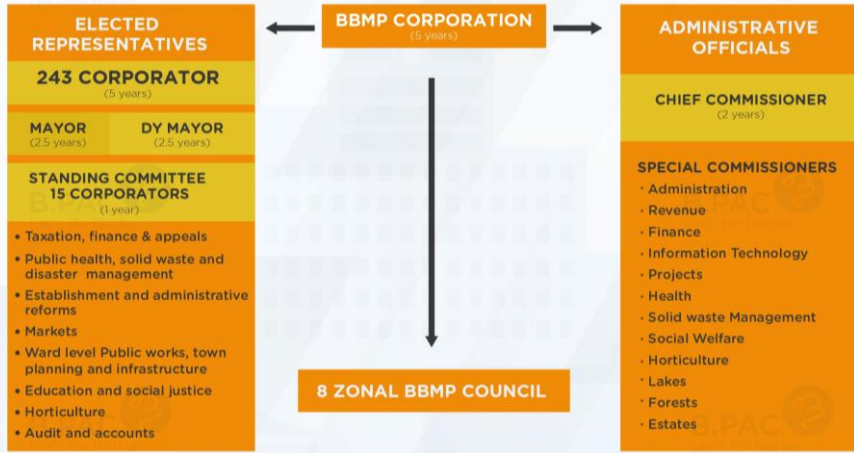 BBMP CORPORATION
(5 years)
ELECTED
REPRESENTATIVES
243 CORPORATOR
(5 years)
MAYOR
(2.5 years)
DY MAYOR
(2.5 years)
STANDING COMMITTEE
15 CORPORATORS
(1 year)
• Taxation, finance & appeals
• Public health, solid waste and
disaster management
• Establishment and administrative
reforms
• Markets
• Ward level Public works, town
planning and infrastructure
• Education and social justice
• Horticulture
• Audit and accounts
8 ZONAL BBMP COUNCIL
ADMINISTRATIVE
OFFICIALS
CHIEF COMMISSIONER
(2 years)
SPECIAL COMMISSIONERS
· Administration
· Revenue
· Finance
· Information Technology
· Projects
· Health
· Solid waste Management
· Social Welfare
· Horticulture
· Lakes
· Forests
· Estates
B.PAC
B.PAC
B.PAC